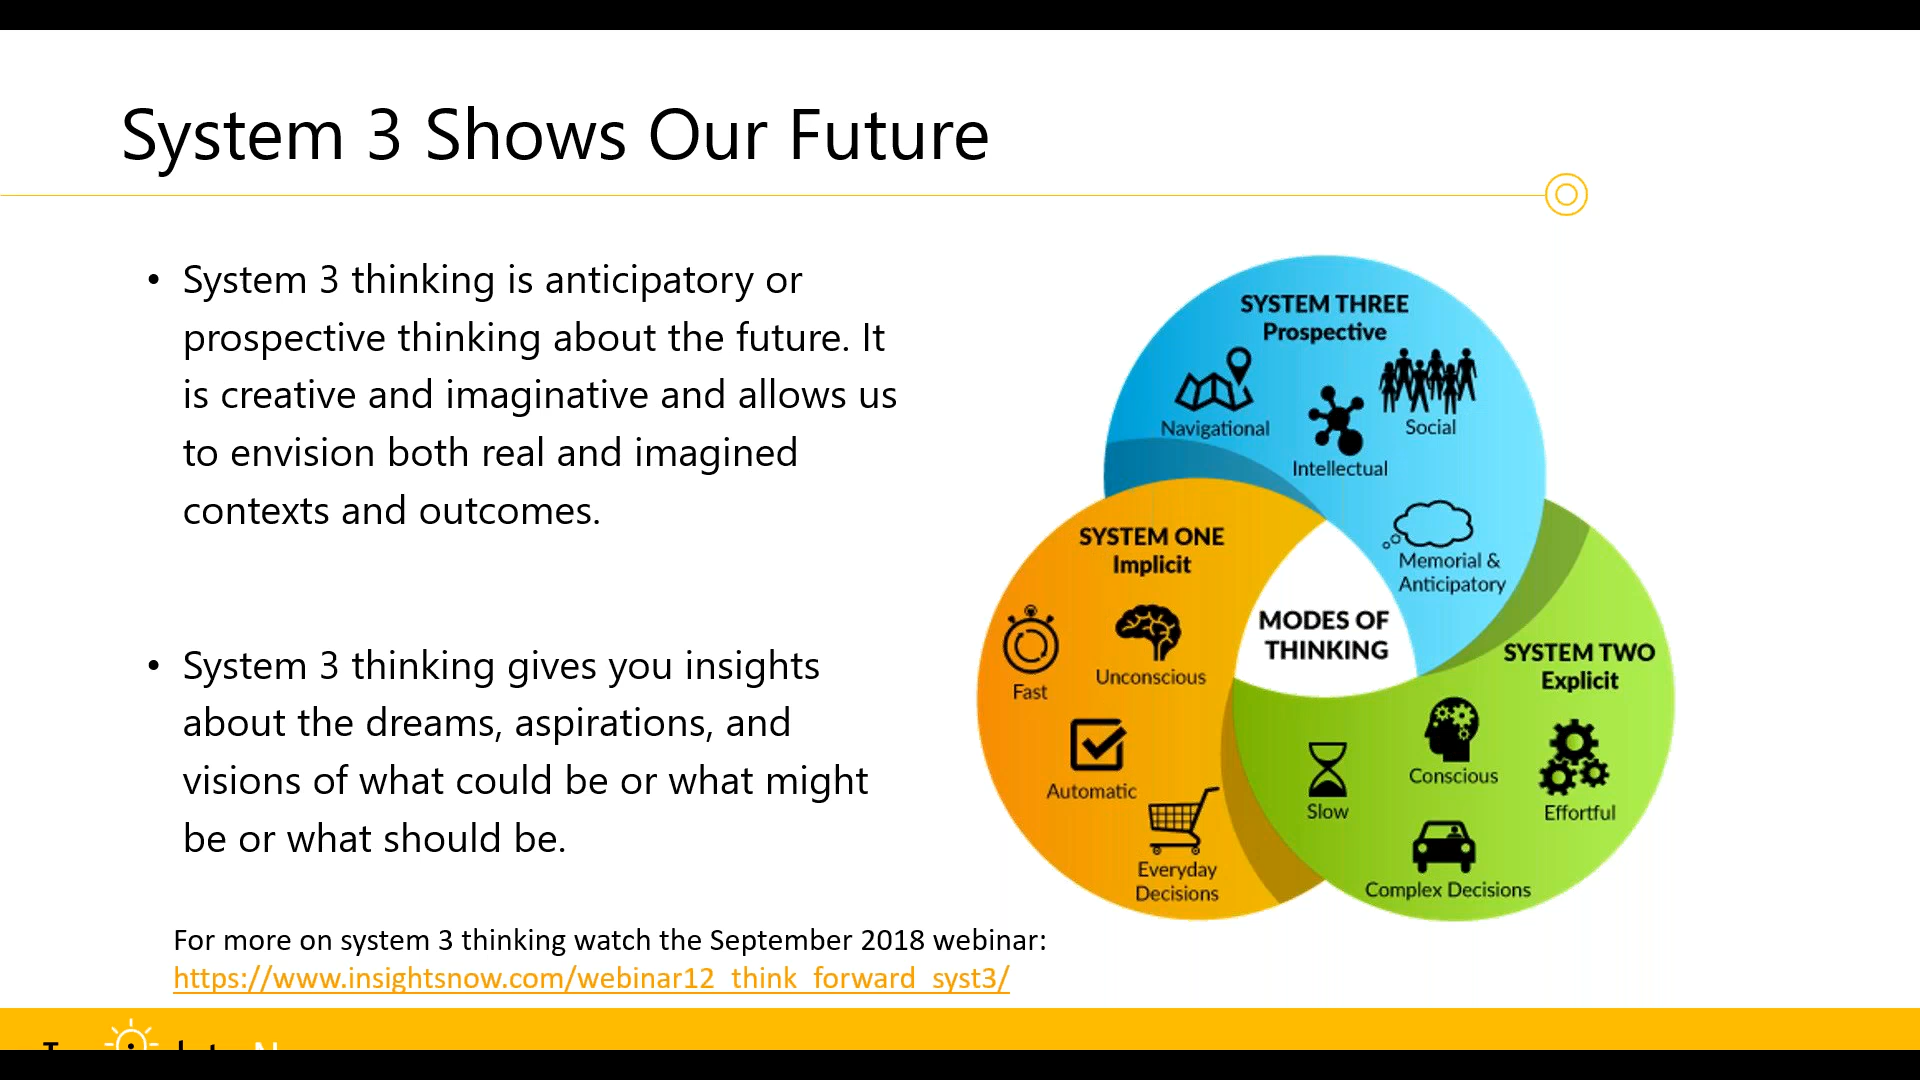 System 3 Shows Our Future
• System 3 thinking is anticipatory or
prospective thinking about the future. It
is creative and imaginative and allows us
to envision both real and imagined
contexts and outcomes.
• System 3 thinking gives you insights
about the dreams, aspirations, and
visions of what could be or what might
be or what should be.
For more on system 3 thinking watch the September 2018 webinar:
https://www.insightsnow.com/webinar12_think_forward_syst3/
SYSTEM THREE
Prospective
Navigational
Social
Intellectual
Memorial &
Anticipatory
SYSTEM ONE
Implicit
Fast
Unconscious
Automatic
Everyday
Decisions
MODES OF
THINKING
SYSTEM TWO
Explicit
Slow
Conscious
Effortful
Complex Decisions